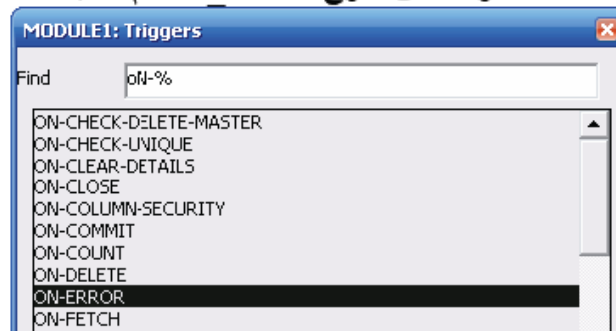 MODULE1: Triggers
Find oN-%
ON-CHECK-DELETE-MASTER
ON-CHECK-UNIQUE
ON-CLEAR-DETAILS
ON-CLOSE
ON-COLUMN-SECURITY
ON-COMMIT
ON-COUNT
ON-DELETE
ON-ERROR
ON-FETCH